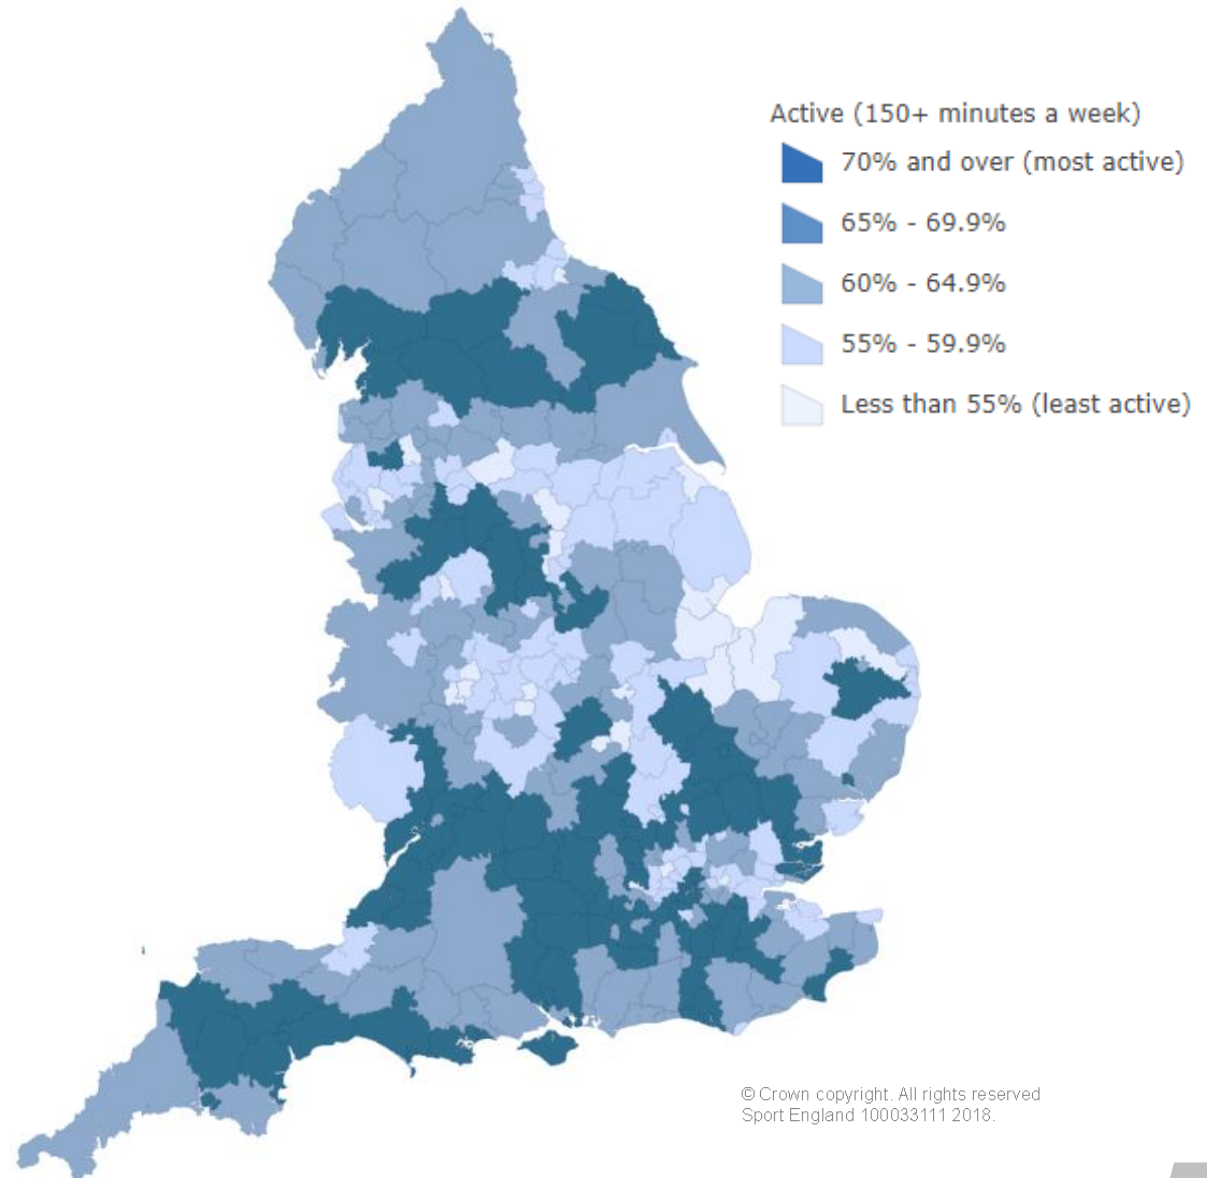 Active (150+ minutes a week)
70% and over (most active)
65% - 69.9%
60% - 64.9%
55% - 59.9%
Less than 55% (least active)
© Crown copyright. All rights reserved
Sport England 100033111 2018.